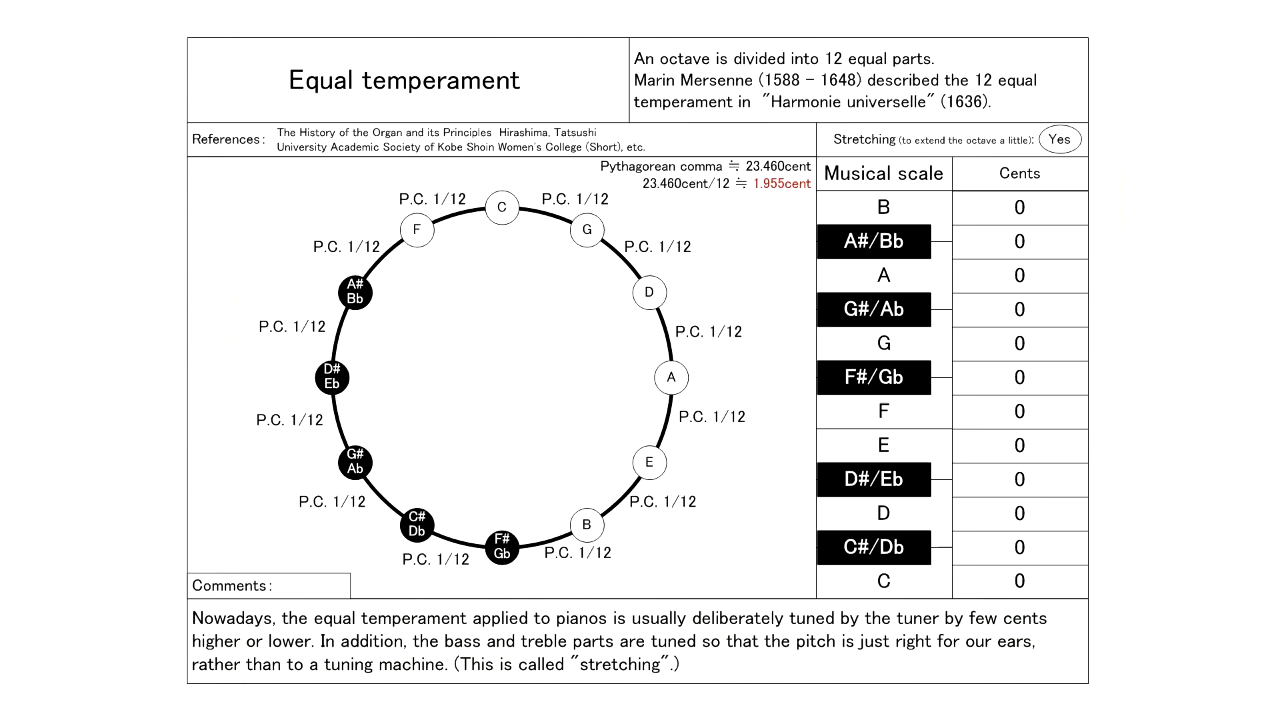 Equal temperament
An octave is divided into 12 equal parts.
Marin Mersenne (1588 - 1648) described the 12 equal
temperament in "Harmonie universelle" (1636).
References:
The History of the Organ and its Principles Hirashima, Tatsushi
University Academic Society of Kobe Shoin Women's College (Short), etc.
Stretching (to extend the octave a little): Yes
Pythagorean comma ≒ 23.460cent
23.460cent/12 ≒ 1.955cent
P.C. 1/12
C
P.C. 1/12
F
G
P.C. 1/12
P.C. 1/12
A#
Bb
D
P.C. 1/12
P.C. 1/12
D#
Eb
A
P.C. 1/12
P.C. 1/12
G#
Ab
E
P.C. 1/12
P.C. 1/12
C#
Db
B
F#
Gb
P.C. 1/12
P.C. 1/12
Musical scale Cents
B 0
A#/Bb 0
A 0
G#/Ab 0
G 0
F#/Gb 0
F 0
E 0
D#/Eb 0
D 0
C#/Db 0
C 0
Comments:
Nowadays, the equal temperament applied to pianos is usually deliberately tuned by the tuner by few cents
higher or lower. In addition, the bass and treble parts are tuned so that the pitch is just right for our ears,
rather than to a tuning machine. (This is called "stretching".)